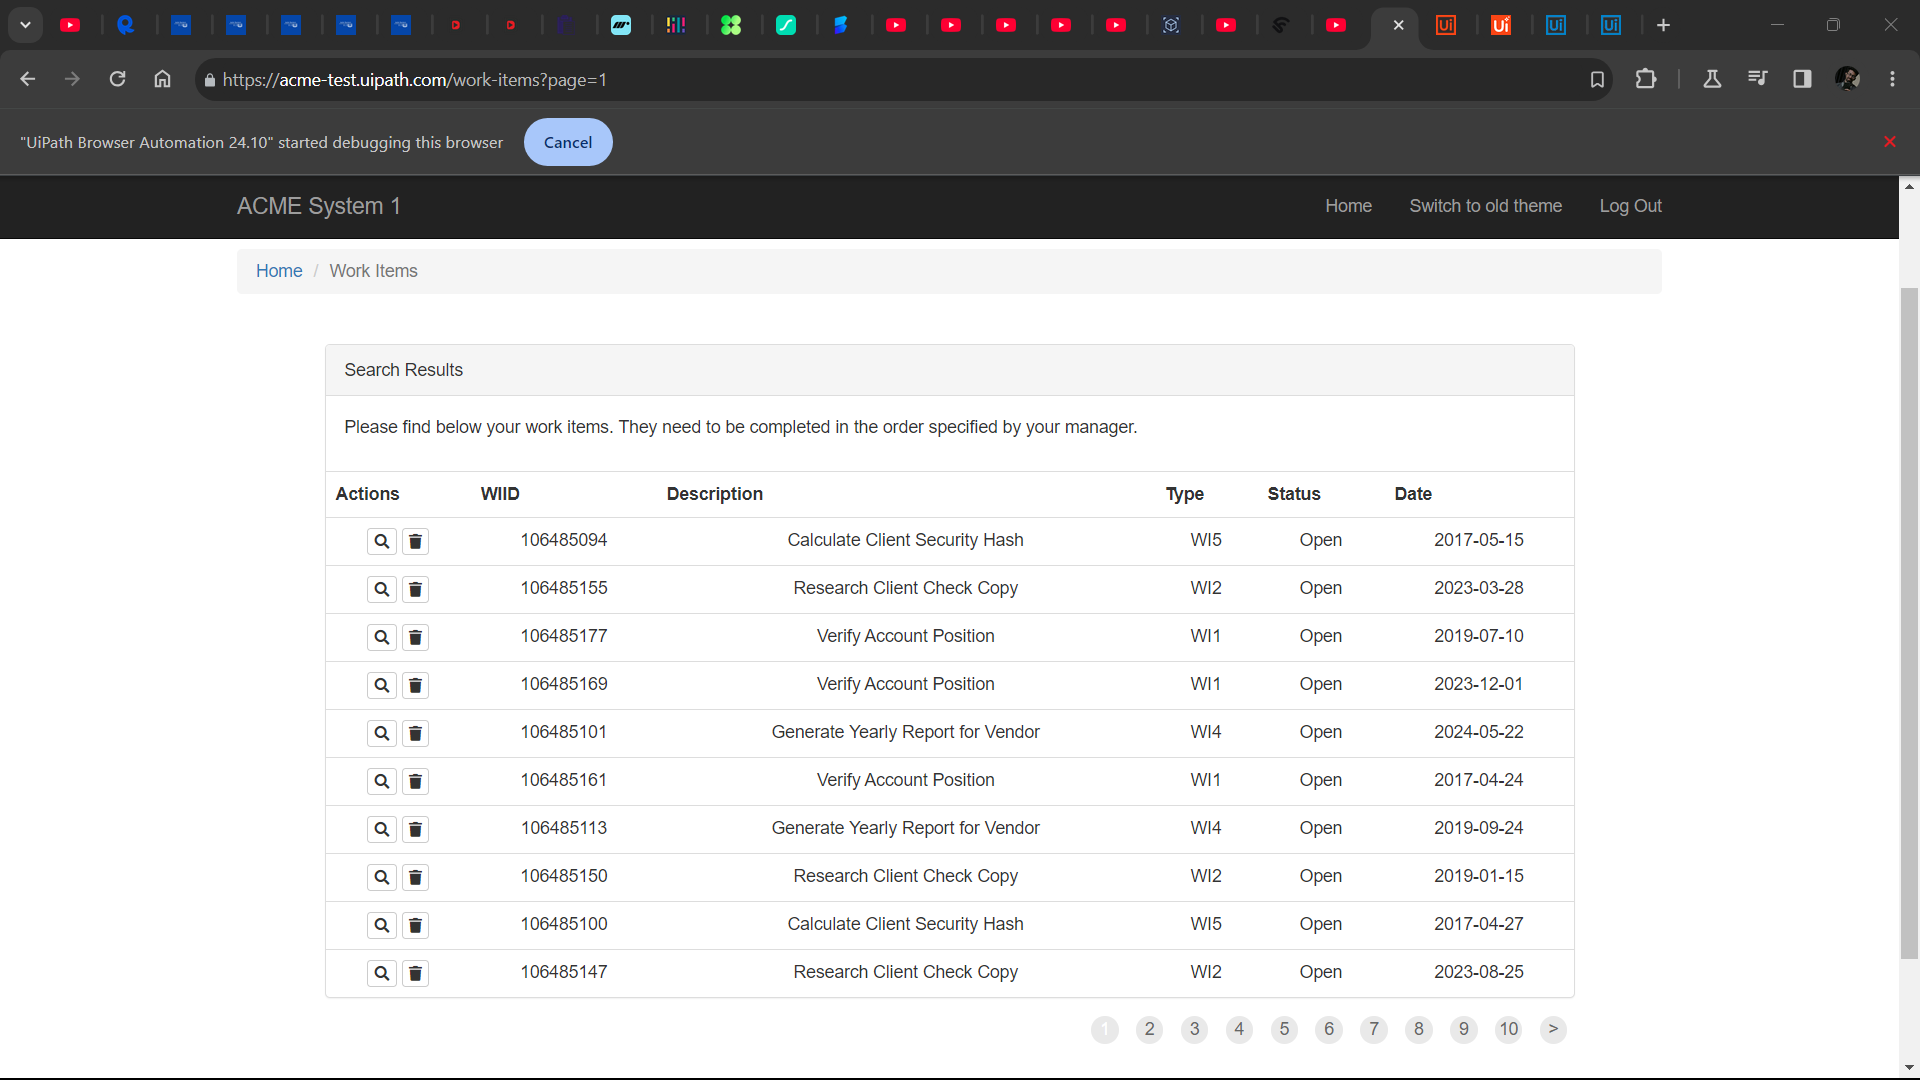 https://acme-test.uipath.com/work-items?page=1
"UiPath Browser Automation 24.10" started debugging this browser Cancel
ACME System 1 Home Switch to old theme Log Out
Home / Work Items
Search Results
Please find below your work items. They need to be completed in the order specified by your manager.
Actions WIID Description Type Status Date
106485094 Calculate Client Security Hash WI5 Open 2017-05-15
106485155 Research Client Check Copy WI2 Open 2023-03-28
106485177 Verify Account Position WI1 Open 2019-07-10
106485169 Verify Account Position WI1 Open 2023-12-01
106485101 Generate Yearly Report for Vendor WI4 Open 2024-05-22
106485161 Verify Account Position WI1 Open 2017-04-24
106485113 Generate Yearly Report for Vendor WI4 Open 2019-09-24
106485150 Research Client Check Copy WI2 Open 2019-01-15
106485100 Calculate Client Security Hash WI5 Open 2017-04-27
106485147 Research Client Check Copy WI2 Open 2023-08-25
1 2 3 4 5 6 7 8 9 10 >